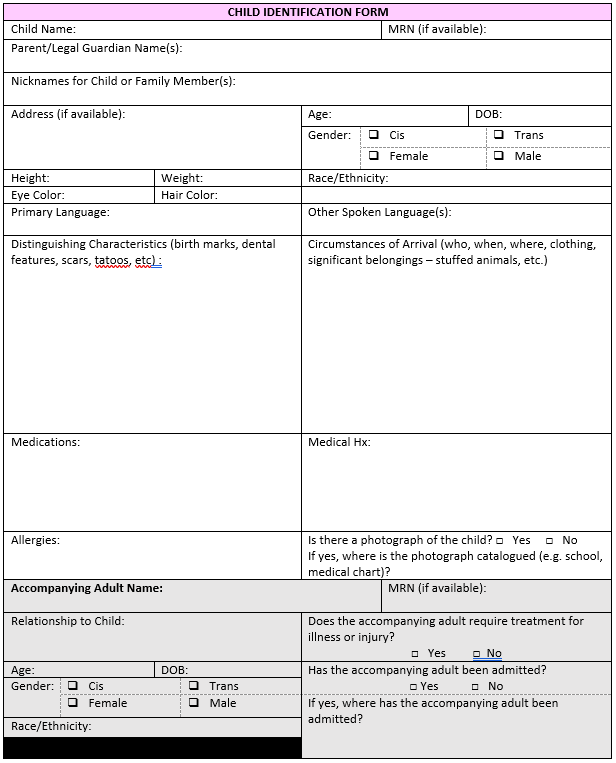 CHILD IDENTIFICATION FORM
Child Name:
MRN (if available):
Parent/Legal Guardian Name(s):
Nicknames for Child or Family Member(s):
Address (if available):
Age:
DOB:
Gender:
❑ Cis
❑ Trans
❑ Female
❑ Male
Height:
Weight:
Race/Ethnicity:
Eye Color:
Hair Color:
Primary Language:
Other Spoken Language(s):
Distinguishing Characteristics (birth marks, dental
features, scars, tatoos, etc) :
Circumstances of Arrival (who, when, where, clothing,
significant belongings – stuffed animals, etc.)
Medications:
Medical Hx:
Allergies:
Is there a photograph of the child? □ Yes □ No
If yes, where is the photograph catalogued (e.g. school,
medical chart)?
Accompanying Adult Name:
MRN (if available):
Relationship to Child:
Does the accompanying adult require treatment for
illness or injury?
□ Yes □ No
Age:
DOB:
Gender:
❑ Cis
❑ Trans
❑ Female
❑ Male
Race/Ethnicity:
Has the accompanying adult been admitted?
□ Yes □ No
If yes, where has the accompanying adult been
admitted?